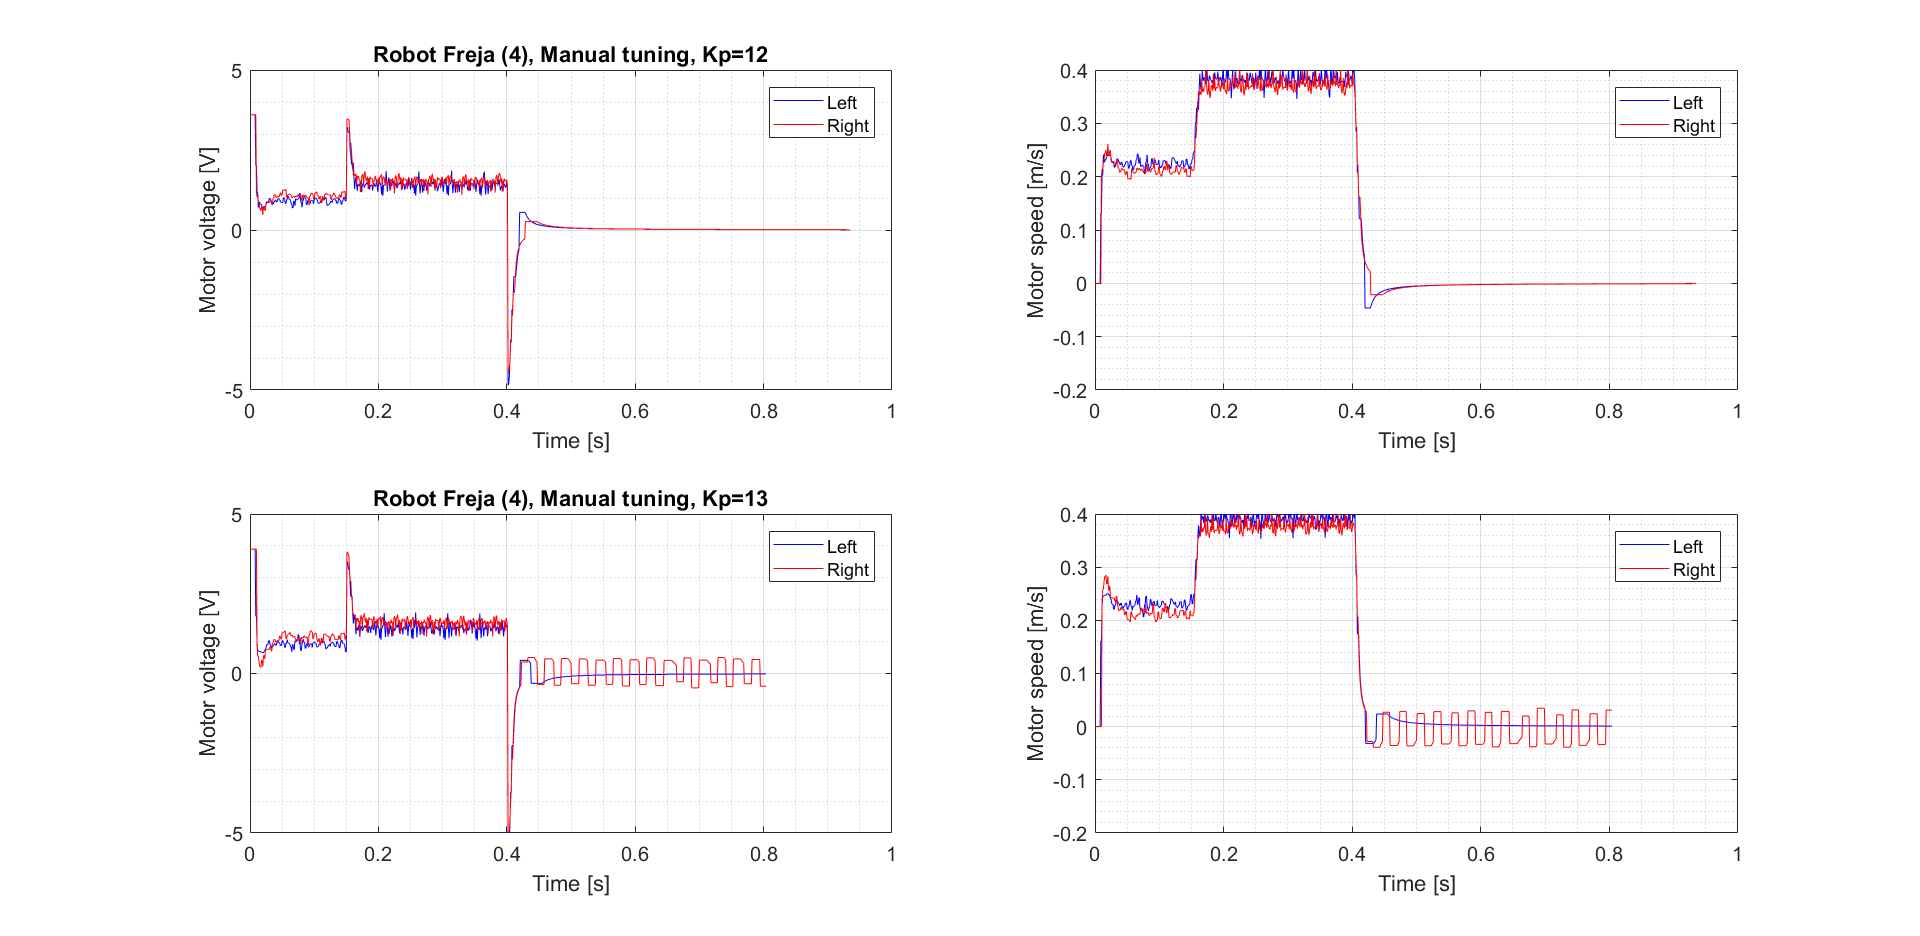 Robot Freja (4), Manual tuning, Kp=12
5
0
-5
Motor voltage [V]
0 0.2 0.4 0.6 0.8 1
Time [s]
Left
Right
0.4
0.3
0.2
0.1
0
-0.1
-0.2
Motor speed [m/s]
0 0.2 0.4 0.6 0.8 1
Time [s]
Left
Right
Robot Freja (4), Manual tuning, Kp=13
5
0
-5
Motor voltage [V]
0 0.2 0.4 0.6 0.8 1
Time [s]
Left
Right
0.4
0.3
0.2
0.1
0
-0.1
-0.2
Motor speed [m/s]
0 0.2 0.4 0.6 0.8 1
Time [s]
Left
Right